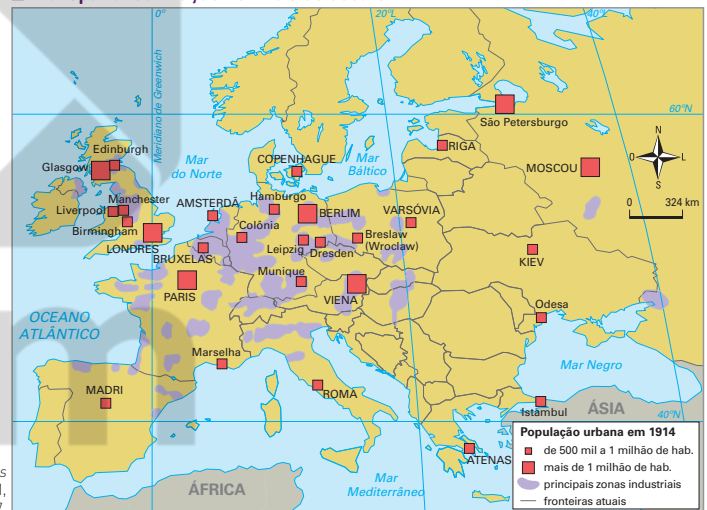 0°
20°L
40°L
Meridiano de Greenwich
60°N
São Petersburgo
Edinburgh
Glasgow
Mar
do Norte
COPENHAGUE
Mar
Báltico
RIGA
MOSCOU
N
O
L
S
0
324 km
Manchester
Liverpool
Birmingham
AMSTERDÃ
Hamburgo
BERLIM
VARSÓVIA
LONDRES
BRUXELAS
Colônia
Leipzig
Dresden
Breslaw
(Wroclaw)
KIEV
PARIS
Munique
VIENA
Odesa
OCEANO
ATLÂNTICO
Marselha
Mar Negro
MADRI
ROMA
Istambul
ÁSIA
40°N
ATENAS
ÁFRICA
Mar
Mediterrâneo
População urbana em 1914
de 500 mil a 1 milhão de hab.
mais de 1 milhão de hab.
principais zonas industriais
fronteiras atuais